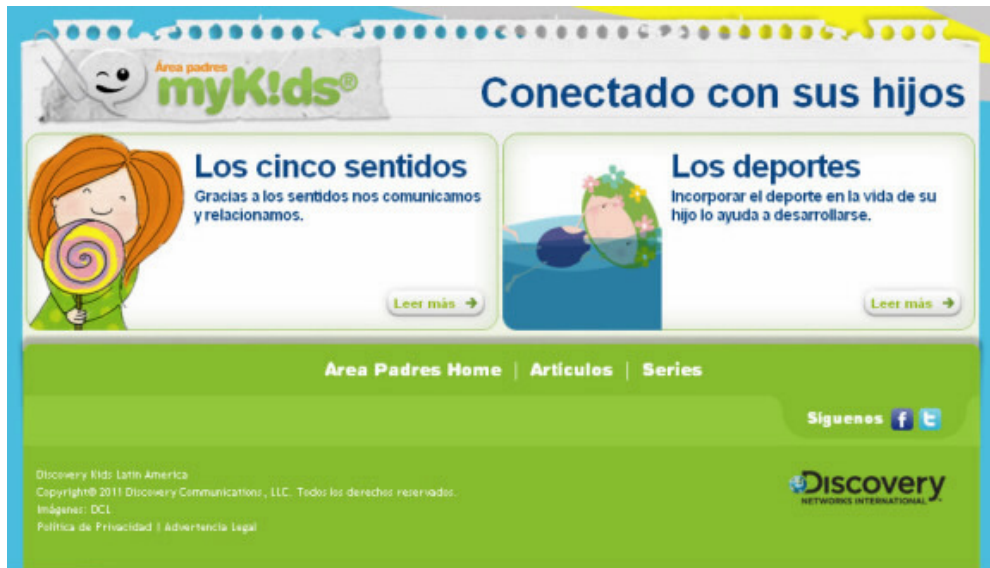 Área padres
myK!ds®
Conectado con sus hijos
Los cinco sentidos
Gracias a los sentidos nos comunicamos
y relacionamos.
Leer más
Los deportes
Incorporar el deporte en la vida de su
hijo lo ayuda a desarrollarse.
Leer más
Area Padres Home | Artículos | Series
Síguenos f t
Discovery Kids Latin America
Copyright© 2011 Discovery Communications, LLC. Todos los derechos reservados.
Imágenes: DCL
Política de Privacidad | Advertencia Legal
Discovery
NETWORKS INTERNATIONAL